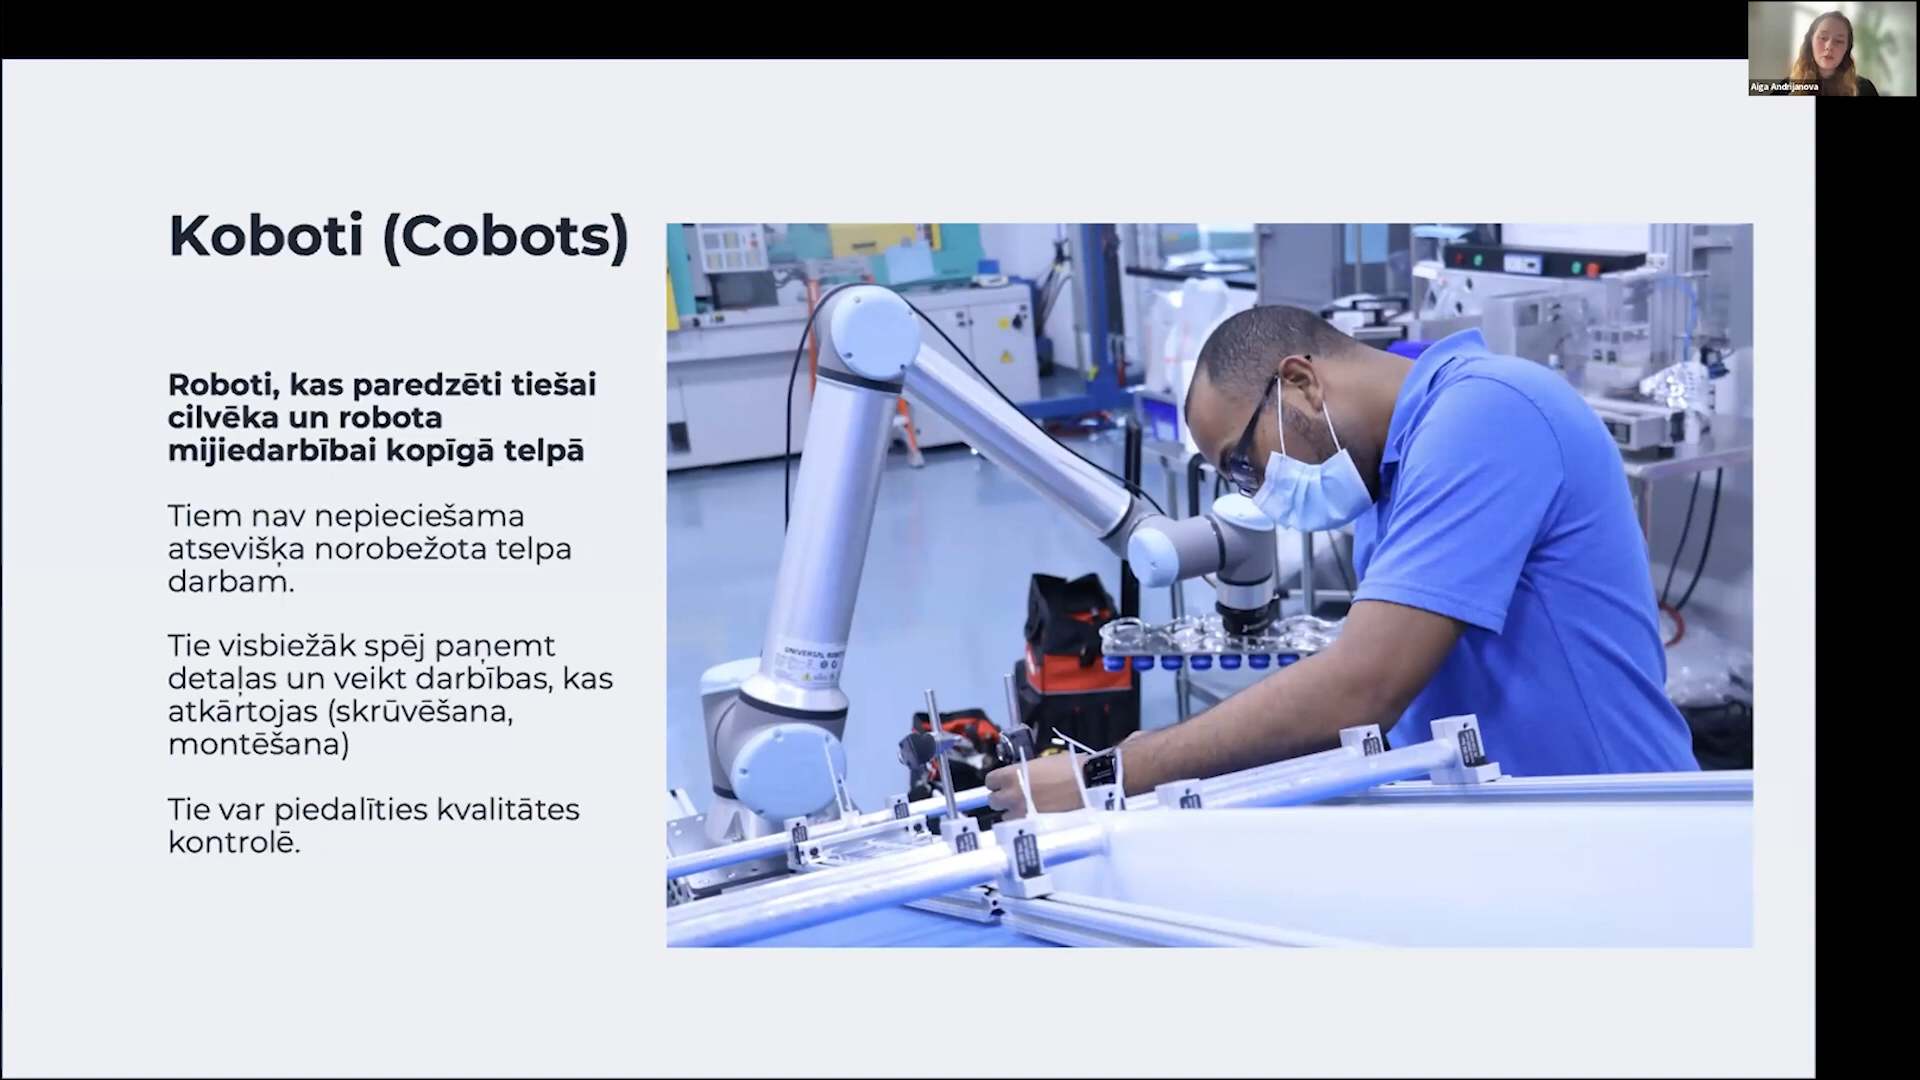 Aiga Andrijanova
Koboti (Cobots)
Roboti, kas paredzēti tiešai
cilvēka un robota
mijiedarbībai kopīgā telpā
Tiem nav nepieciešama
atsevišķa norobežota telpa
darbam.
Tie visbiežāk spēj paņemt
detaļas un veikt darbības, kas
atkārtojas (skrūvēšana,
montēšana)
Tie var piedalīties kvalitātes
kontrolē.
UNIVERSAL ROBOTS